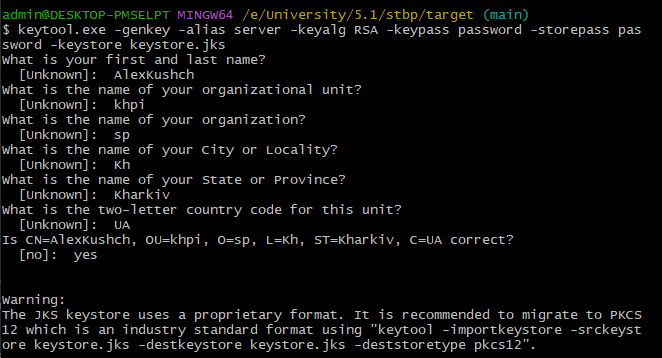 admin@DESKTOP-PMSELPT MINGW64 /e/University/5.1/stbp/target (main)
$ keytool.exe -genkey -alias server -keyalg RSA -keypass password -storepass pas
sword -keystore keystore.jks
What is your first and last name?
  [Unknown]:  AlexKushch
What is the name of your organizational unit?
  [Unknown]:  khpi
What is the name of your organization?
  [Unknown]:  sp
What is the name of your City or Locality?
  [Unknown]:  Kh
What is the name of your State or Province?
  [Unknown]:  Kharkiv
What is the two-letter country code for this unit?
  [Unknown]:  UA
Is CN=AlexKushch, OU=khpi, O=sp, L=Kh, ST=Kharkiv, C=UA correct?
  [no]:  yes
Warning:
The JKS keystore uses a proprietary format. It is recommended to migrate to PKCS
12 which is an industry standard format using "keytool -importkeystore -srckeyst
ore keystore.jks -destkeystore keystore.jks -deststoretype pkcs12".